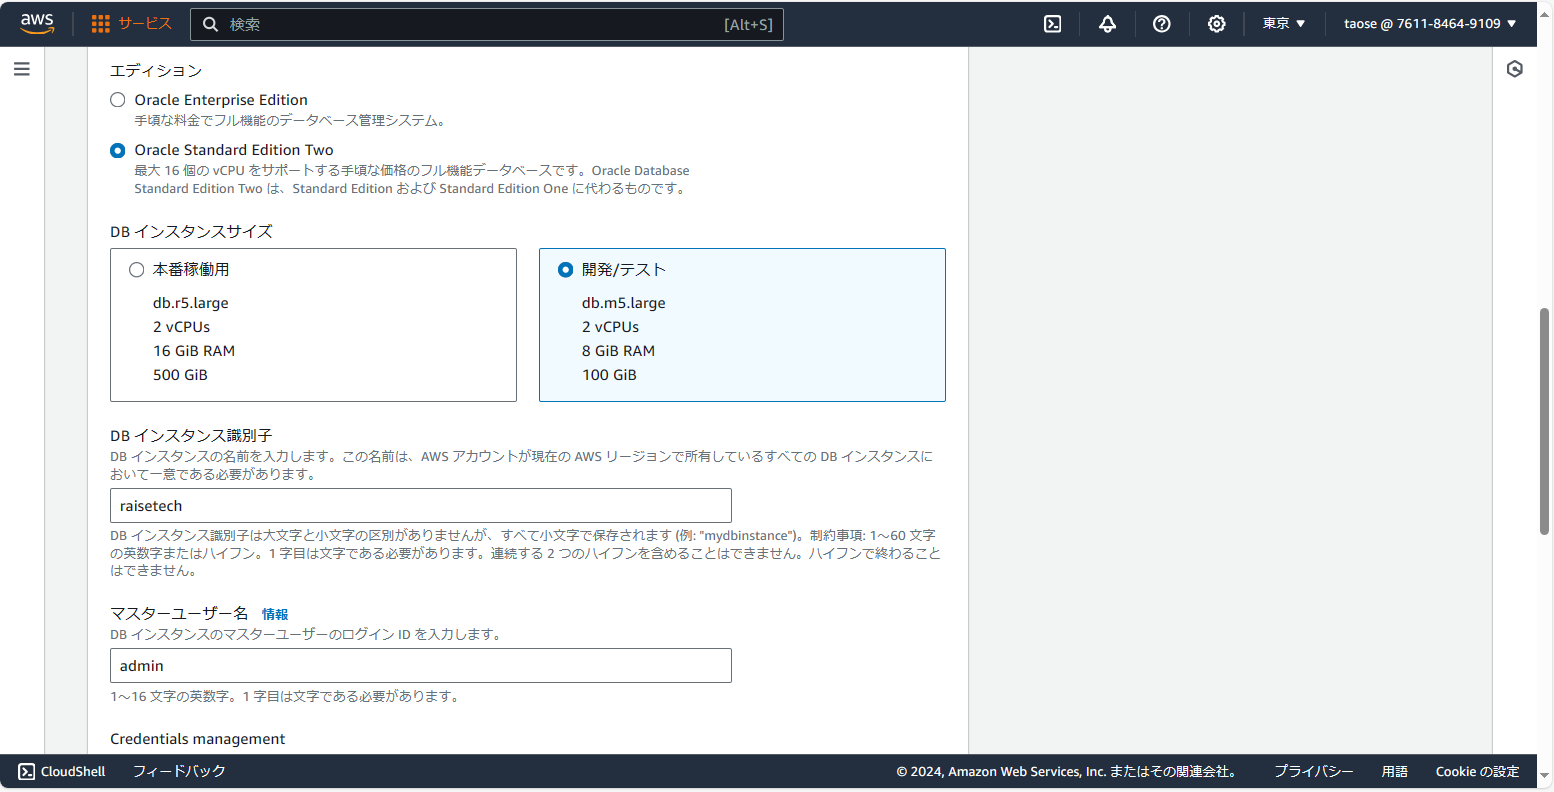 aws
サービス
検索
[Alt+S]
東京 ▼
taose @ 7611-8464-9109 ▼
エディション
Oracle Enterprise Edition
手頃な料金でフル機能のデータベース管理システム。
Oracle Standard Edition Two
最大 16 個の vCPU をサポートする手頃な価格のフル機能データベースです。Oracle Database
Standard Edition Two は、Standard Edition および Standard Edition One に代わるものです。
DB インスタンスサイズ
本番稼働用
db.r5.large
2 vCPUs
16 GiB RAM
500 GiB
開発/テスト
db.m5.large
2 vCPUs
8 GiB RAM
100 GiB
DB インスタンス識別子
DB インスタンスの名前を入力します。この名前は、AWS アカウントが現在の AWS リージョンで所有しているすべての DB インスタンスに
おいて一意である必要があります。
raisetech
DB インスタンス識別子は大文字と小文字の区別がありませんが、すべて小文字で保存されます (例: "mydbinstance")。制約事項: 1～60 文字
の英数字またはハイフン。1 字目は文字である必要があります。連続する 2 つのハイフンを含めることはできません。ハイフンで終わること
はできません。
マスターユーザー名 情報
DB インスタンスのマスターユーザーのログイン ID を入力します。
admin
1～16 文字の英数字。1 字目は文字である必要があります。
Credentials management
CloudShell
フィードバック
© 2024, Amazon Web Services, Inc. またはその関連会社。
プライバシー
用語
Cookie の設定